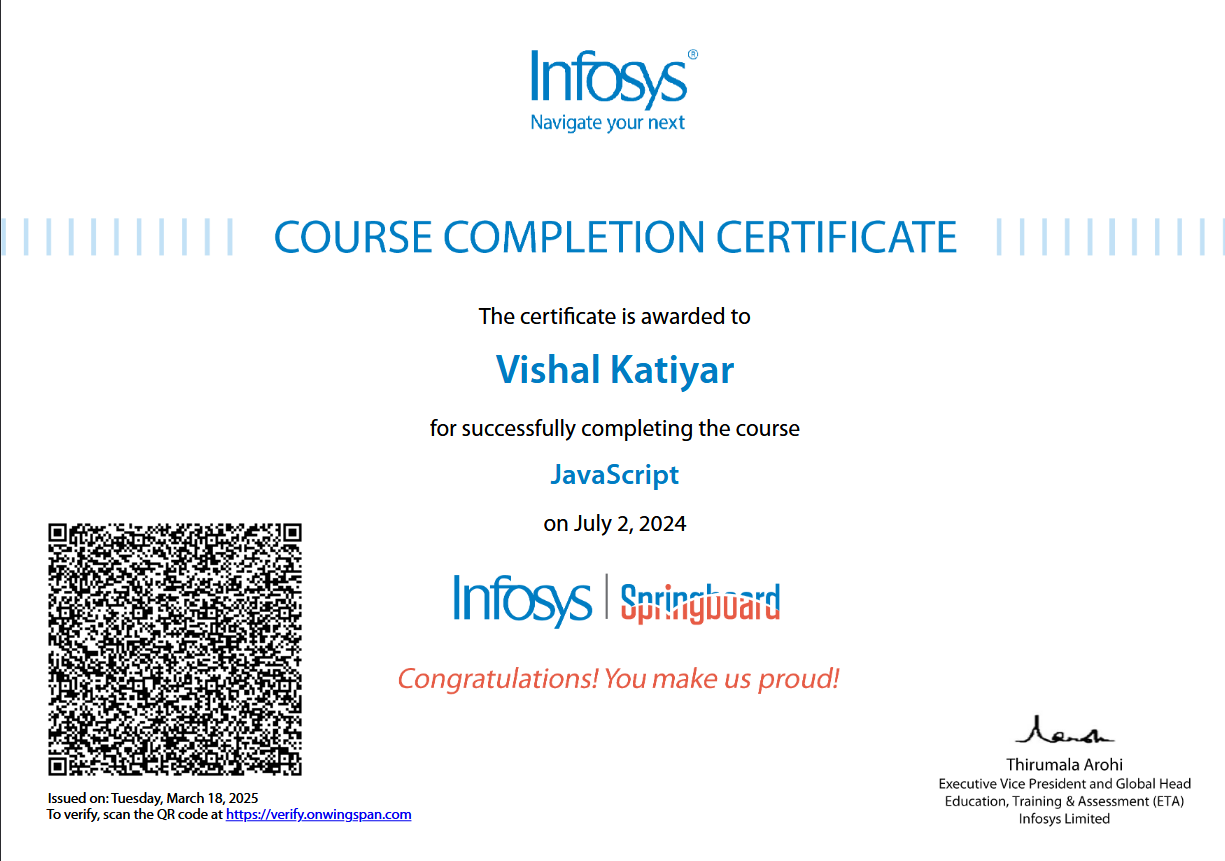 Infosys®
Navigate your next
COURSE COMPLETION CERTIFICATE
The certificate is awarded to
Vishal Katiyar
for successfully completing the course
JavaScript
on July 2, 2024
Infosys | Springboard
Congratulations! You make us proud!
Thirumala Arohi
Executive Vice President and Global Head
Education, Training & Assessment (ETA)
Infosys Limited
Issued on: Tuesday, March 18, 2025
To verify, scan the QR code at https://verify.onwingspan.com